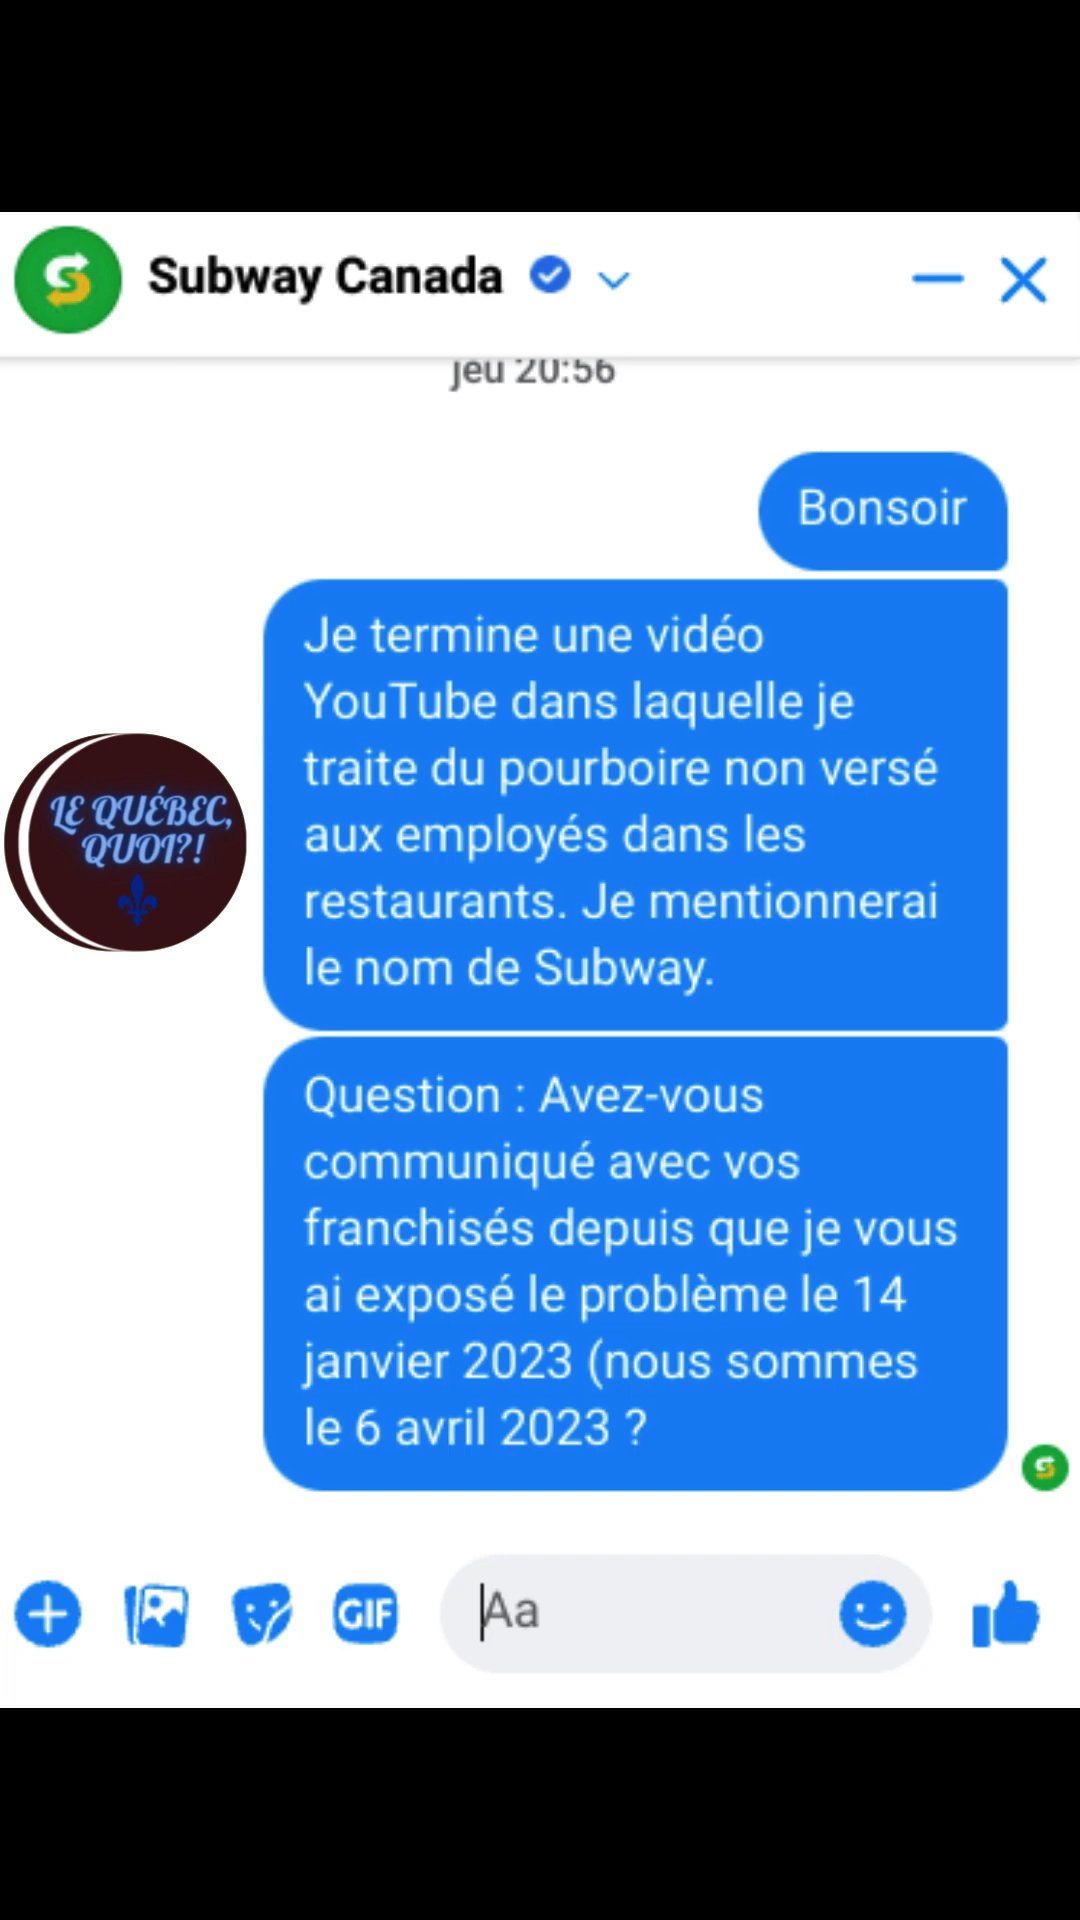 Subway Canada
jeu 20:56
Bonsoir
Je termine une vidéo
YouTube dans laquelle je
traite du pourboire non versé
aux employés dans les
restaurants. Je mentionnerai
le nom de Subway.
LE QUÉBEC,
QUOI?!
Question : Avez-vous
communiqué avec vos
franchisés depuis que je vous
ai exposé le problème le 14
janvier 2023 (nous sommes
le 6 avril 2023 ?
GIF
Aa